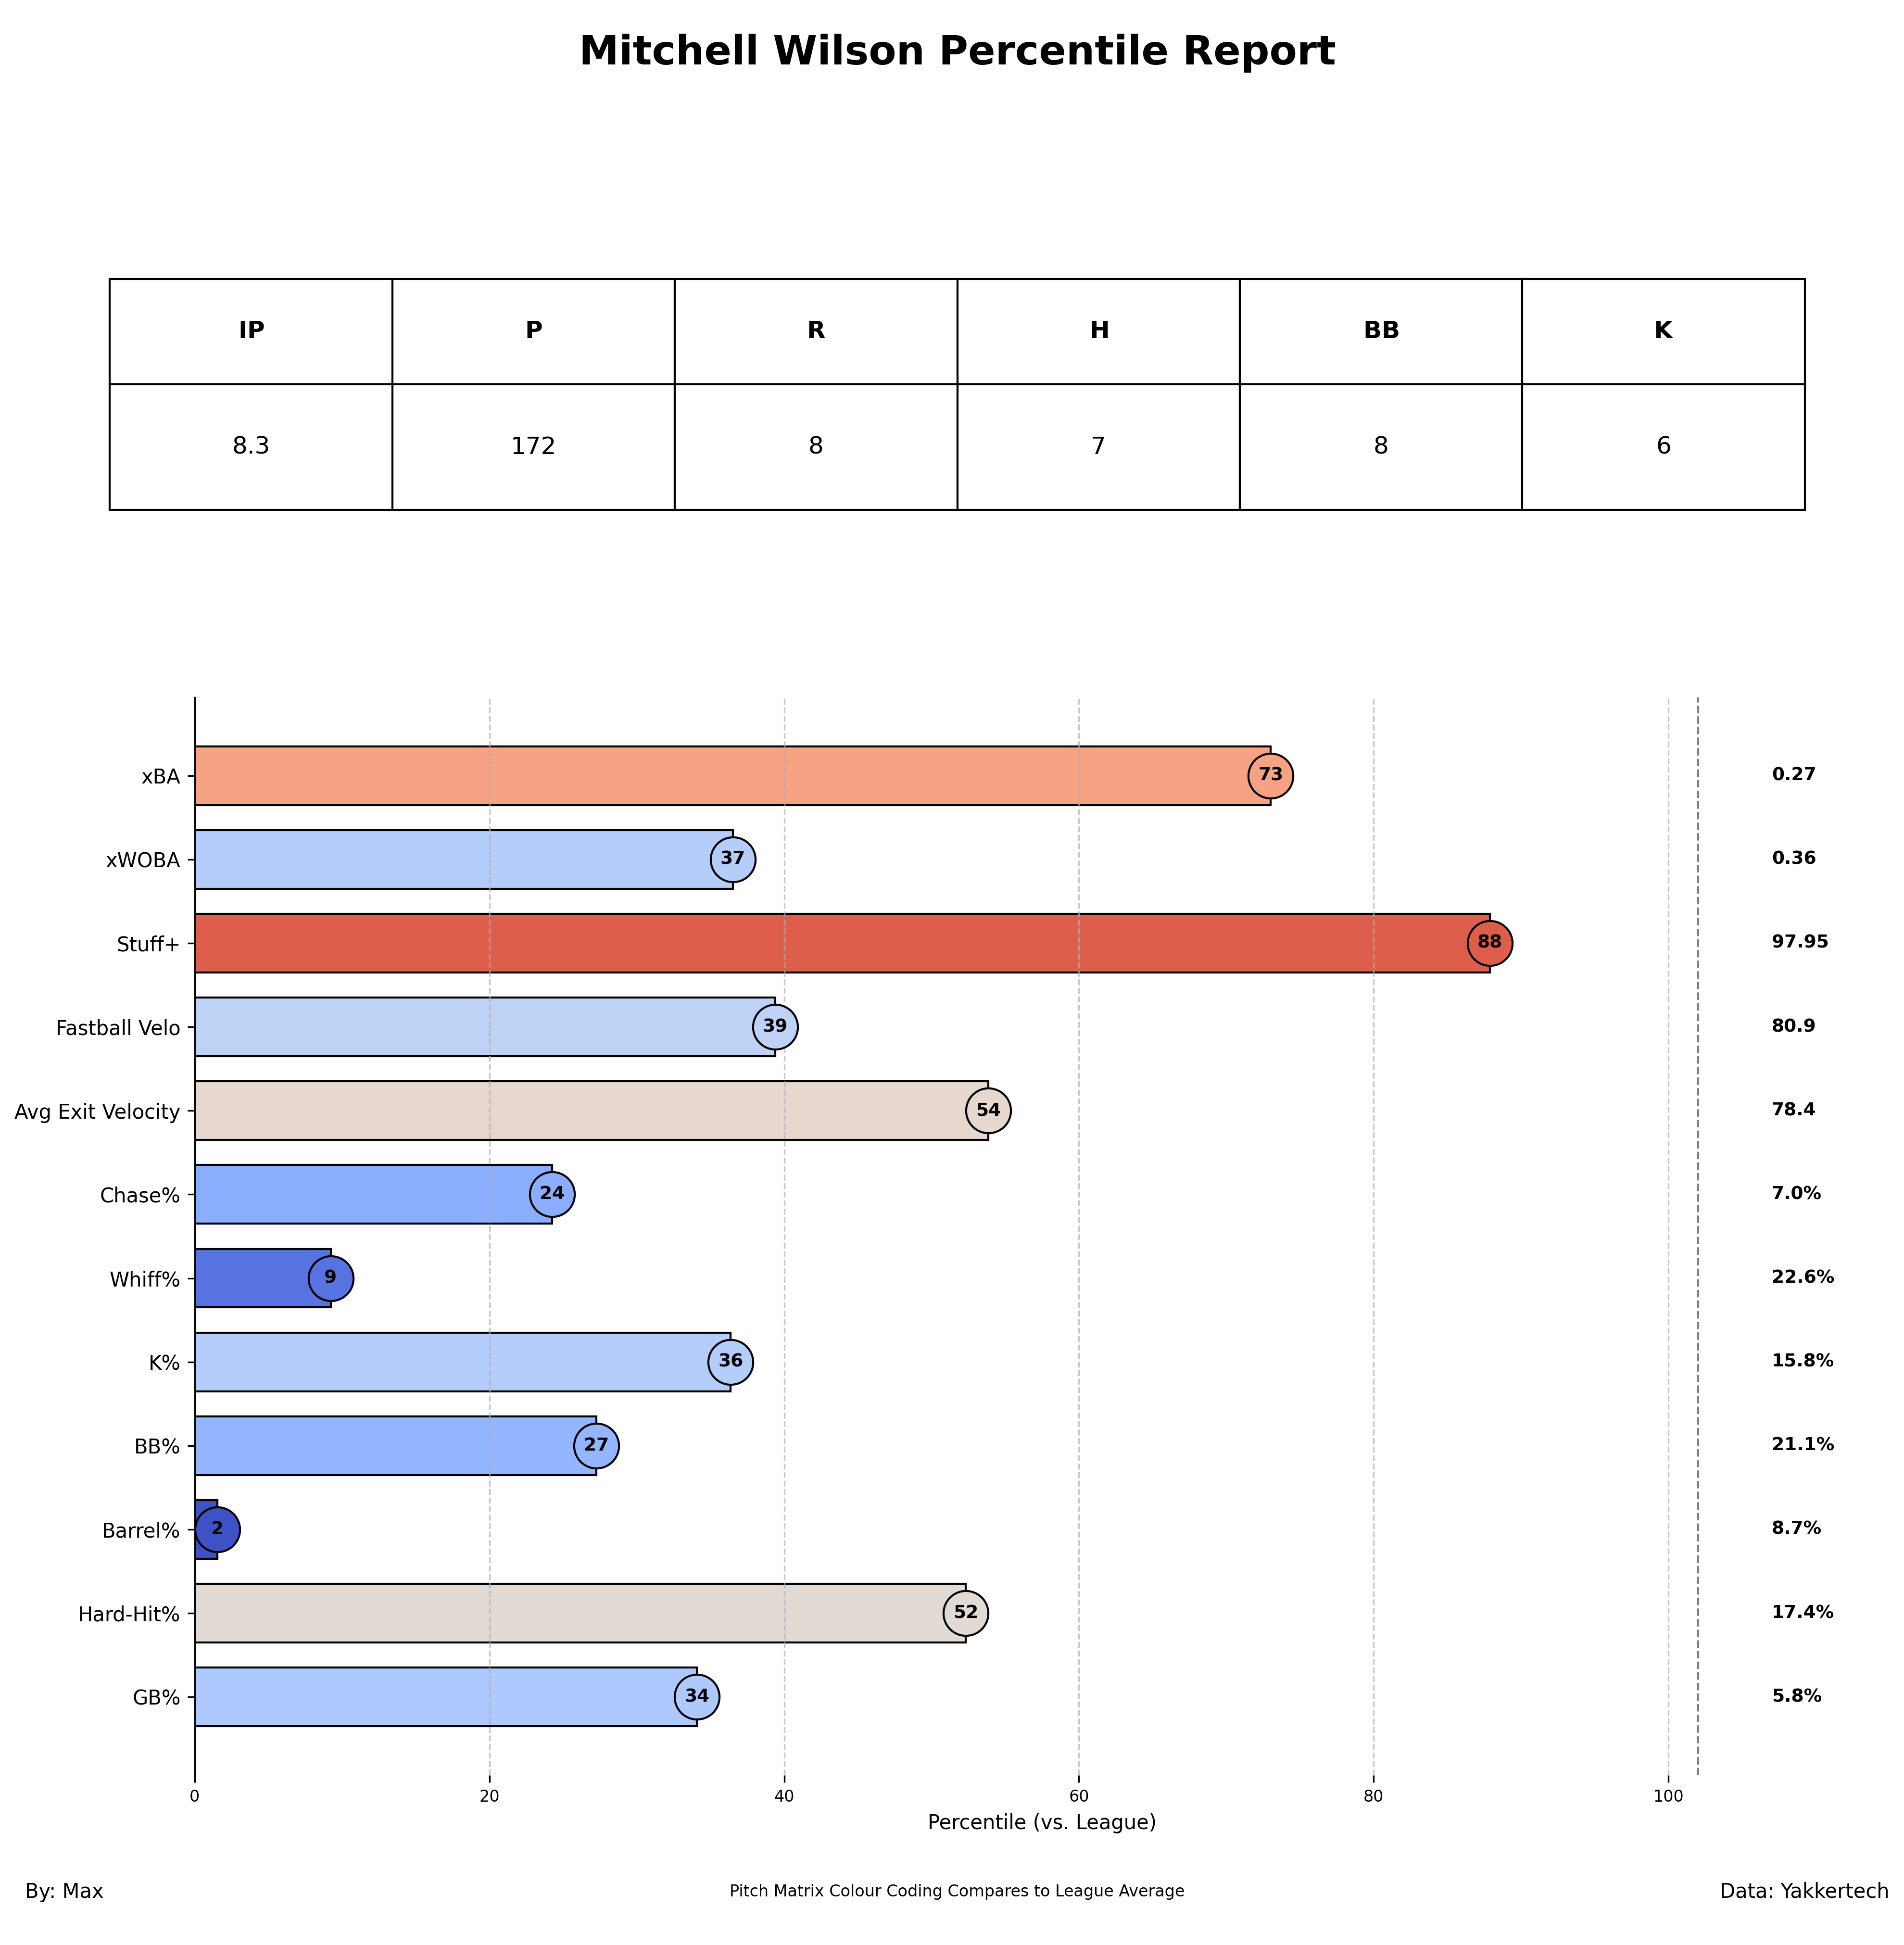 Mitchell Wilson Percentile Report
IP P R H BB K
8.3 172 8 7 8 6
xBA 73 0.27
xWOBA 37 0.36
Stuff+ 88 97.95
Fastball Velo 39 80.9
Avg Exit Velocity 54 78.4
Chase% 24 7.0%
Whiff% 9 22.6%
K% 36 15.8%
BB% 27 21.1%
Barrel% 2 8.7%
Hard-Hit% 52 17.4%
GB% 34 5.8%
0 20 40 60 80 100
Percentile (vs. League)
By: Max Pitch Matrix Colour Coding Compares to League Average Data: Yakkertech